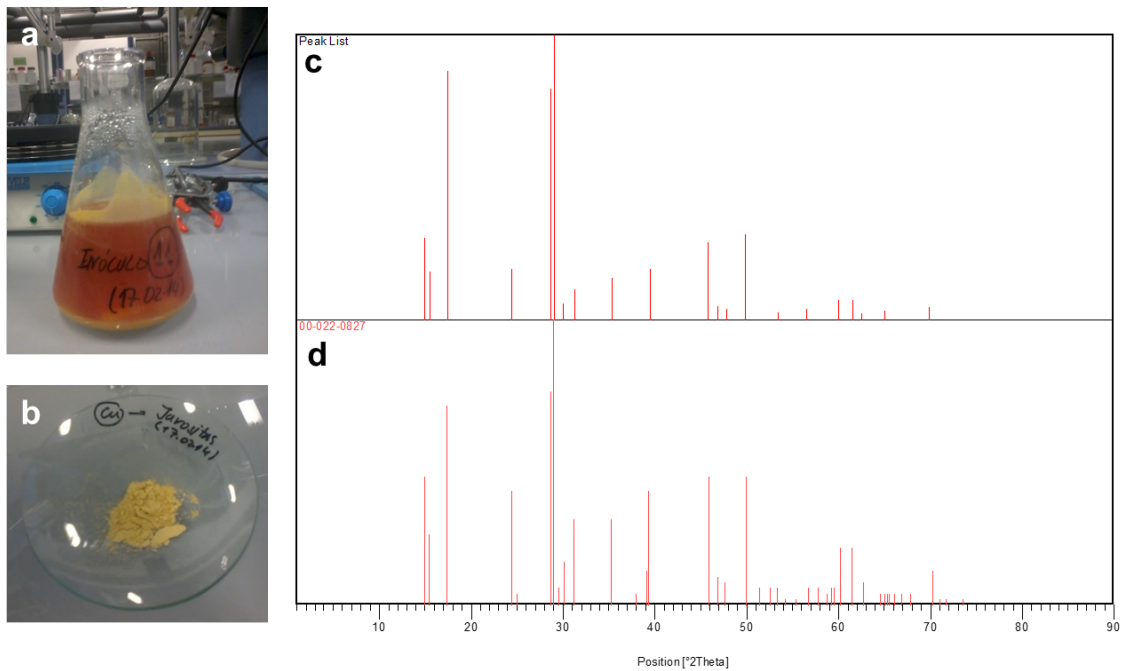 a
INÓCULO 11
(17.02.14)
b
Cu → Jarositas
(17.02.14)
Peak List
c
00-022-0827
d
10 20 30 40 50 60 70 80 90
Position [°2Theta]